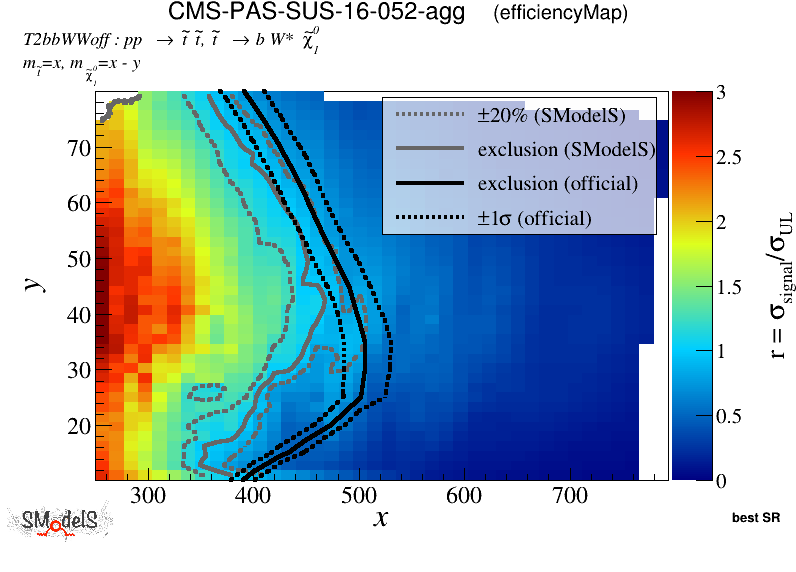 CMS-PAS-SUS-16-052-agg (efficiencyMap)
T2bbWWoff : pp → t̃ t̃, t̃ → b W* χ̃⁰₁
m_t̃=x, m_χ̃⁰₁=x - y
±20% (SModelS)
exclusion (SModelS)
exclusion (official)
±1σ (official)
70
60
50
40
30
20
y
300 400 500 600 700
x
3
2.5
2
1.5
1
0.5
0
r = σ_signal/σ_UL
SModelS
best SR